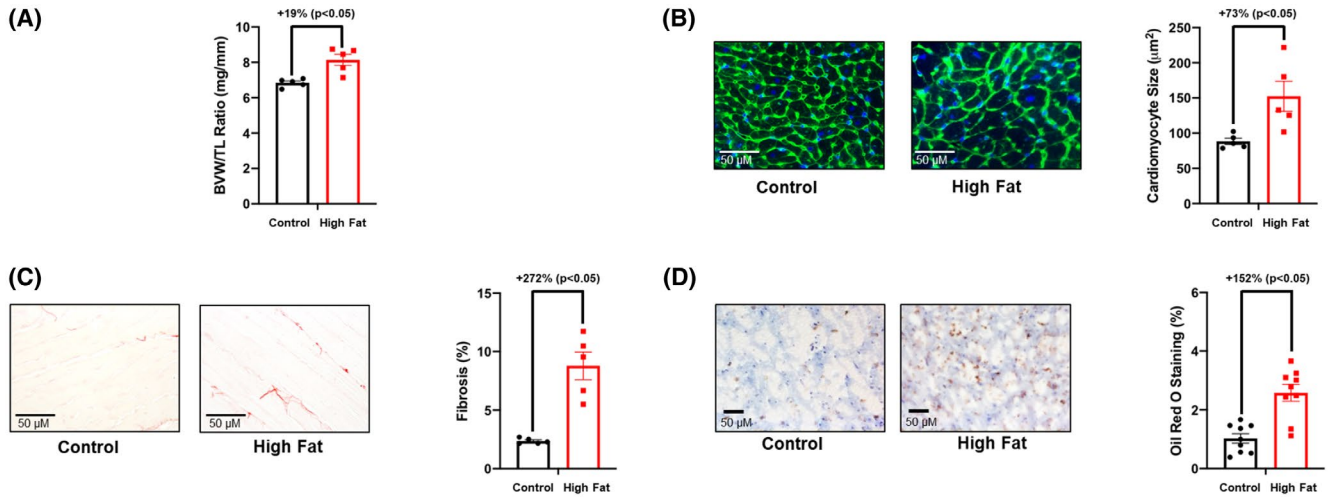 (A)
+19% (p<0.05)
BVW/TL Ratio (mg/mm)
10
8
6
4
2
0
Control High Fat
(B)
50 µM
Control
50 µM
High Fat
+73% (p<0.05)
Cardiomyocyte Size (µm²)
250
200
150
100
50
0
Control High Fat
(C)
50 µM
Control
50 µM
High Fat
+272% (p<0.05)
Fibrosis (%)
15
10
5
0
Control High Fat
(D)
50 µM
Control
50 µM
High Fat
+152% (p<0.05)
Oil Red O Staining (%)
6
4
2
0
Control High Fat